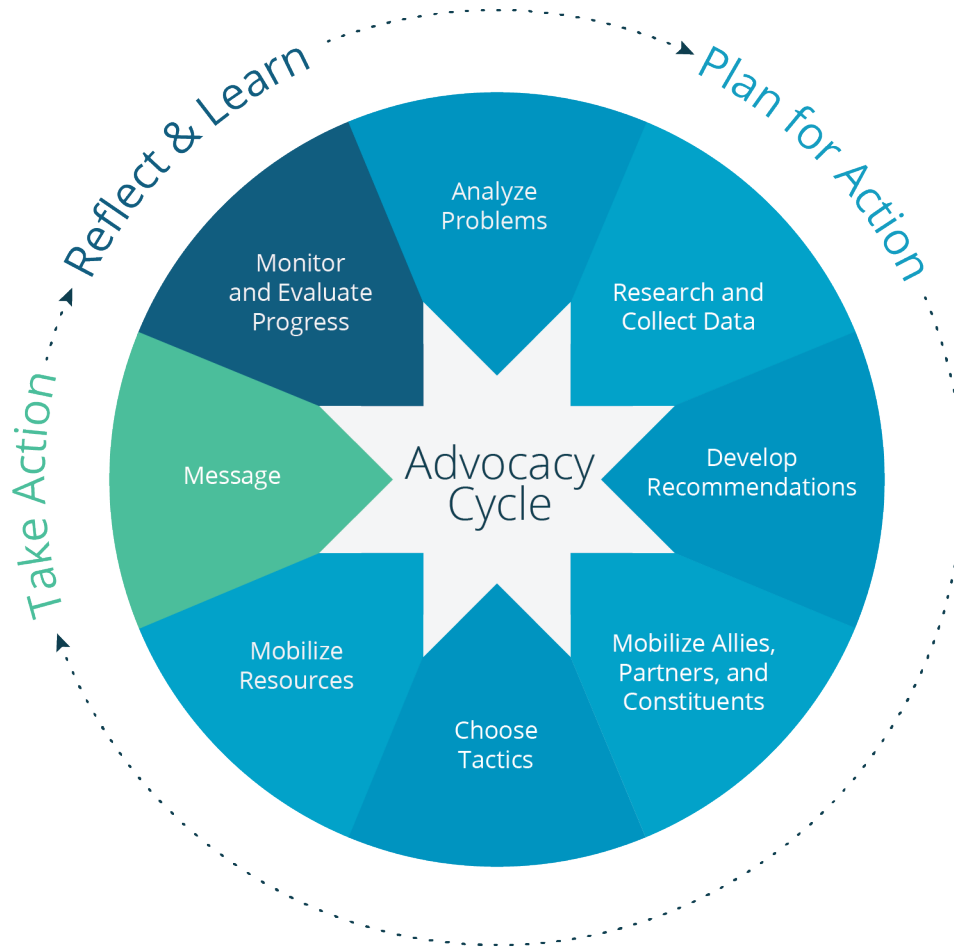 Reflect & Learn
Plan for Action
Take Action
Analyze
Problems
Research and
Collect Data
Develop
Recommendations
Mobilize Allies,
Partners, and
Constituents
Choose
Tactics
Mobilize
Resources
Message
Monitor
and Evaluate
Progress
Advocacy
Cycle